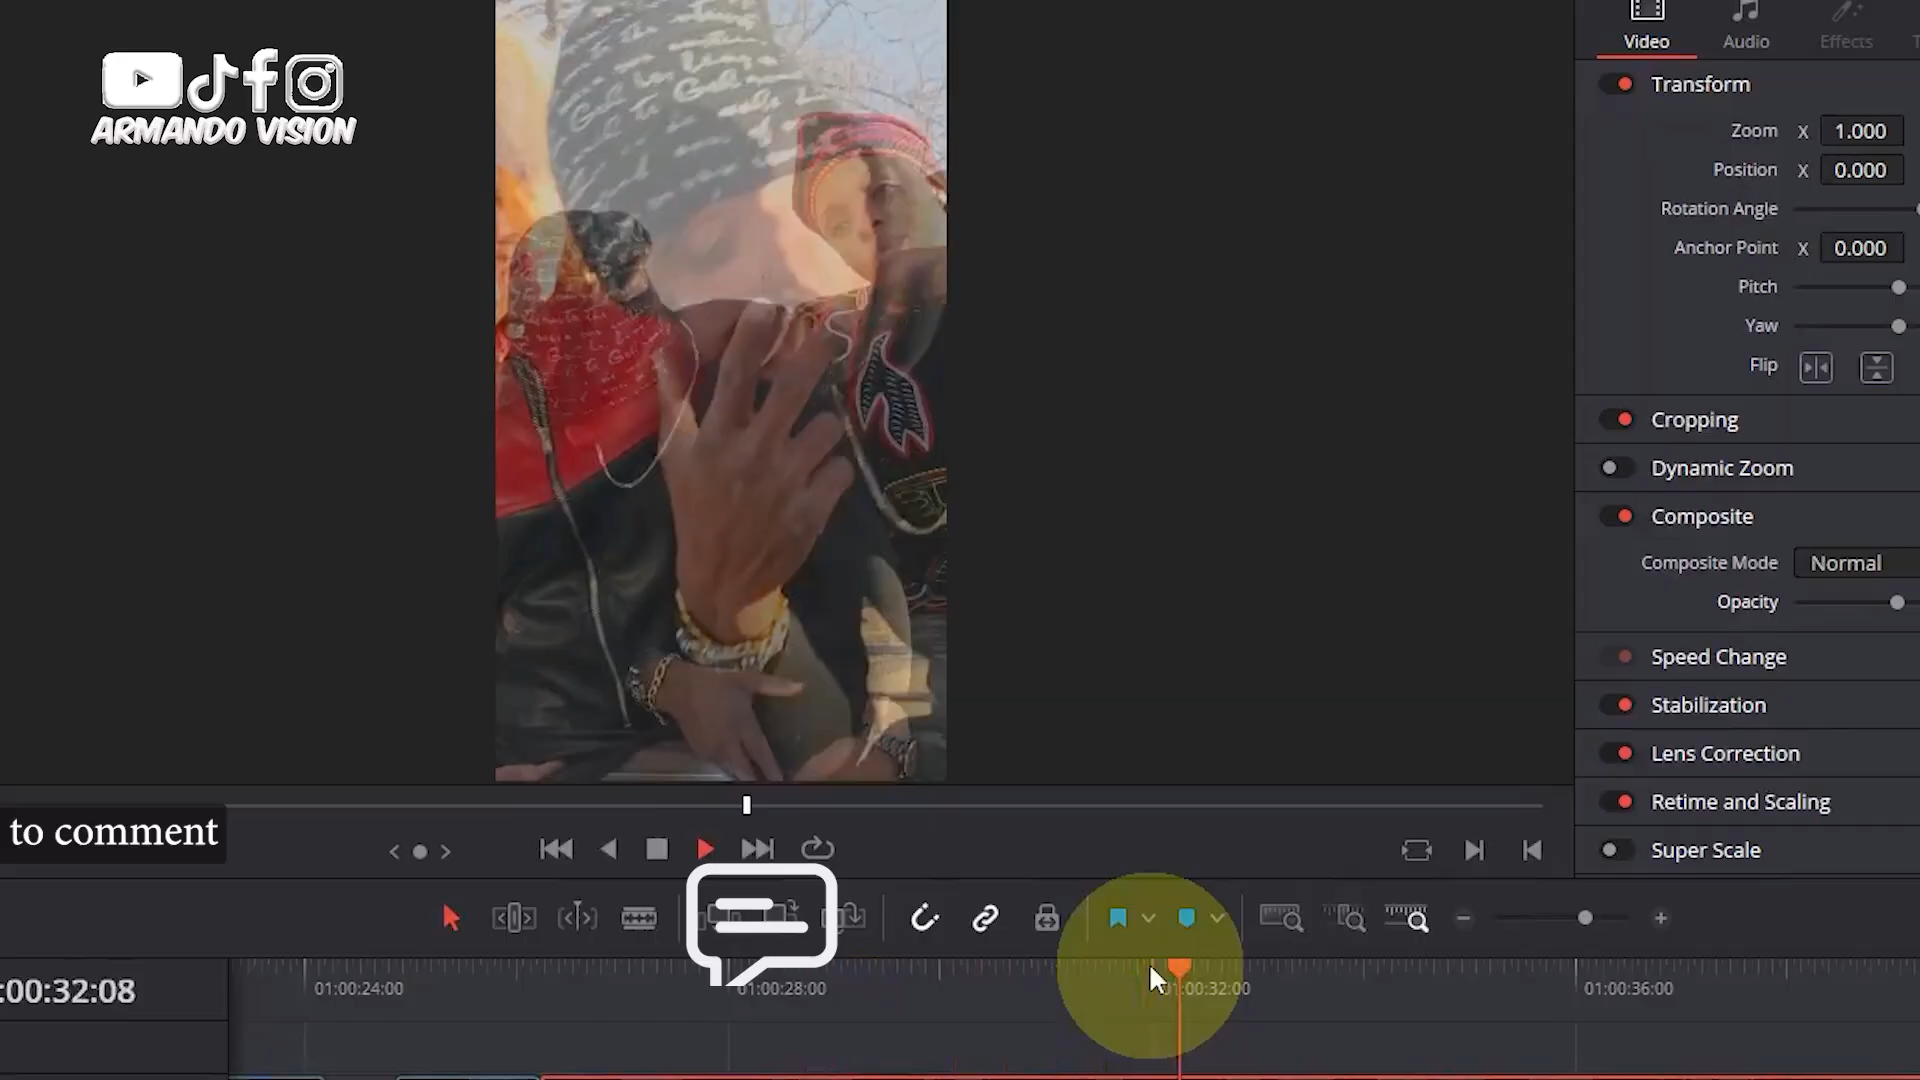 ARMANDO VISION
Video
Audio
Effects
Transform
Zoom X 1.000
Position X 0.000
Rotation Angle
Anchor Point X 0.000
Pitch
Yaw
Flip
Cropping
Dynamic Zoom
Composite
Composite Mode Normal
Opacity
Speed Change
Stabilization
Lens Correction
Retime and Scaling
Super Scale
to comment
:00:32:08
01:00:24:00
01:00:28:00
01:00:32:00
01:00:36:00